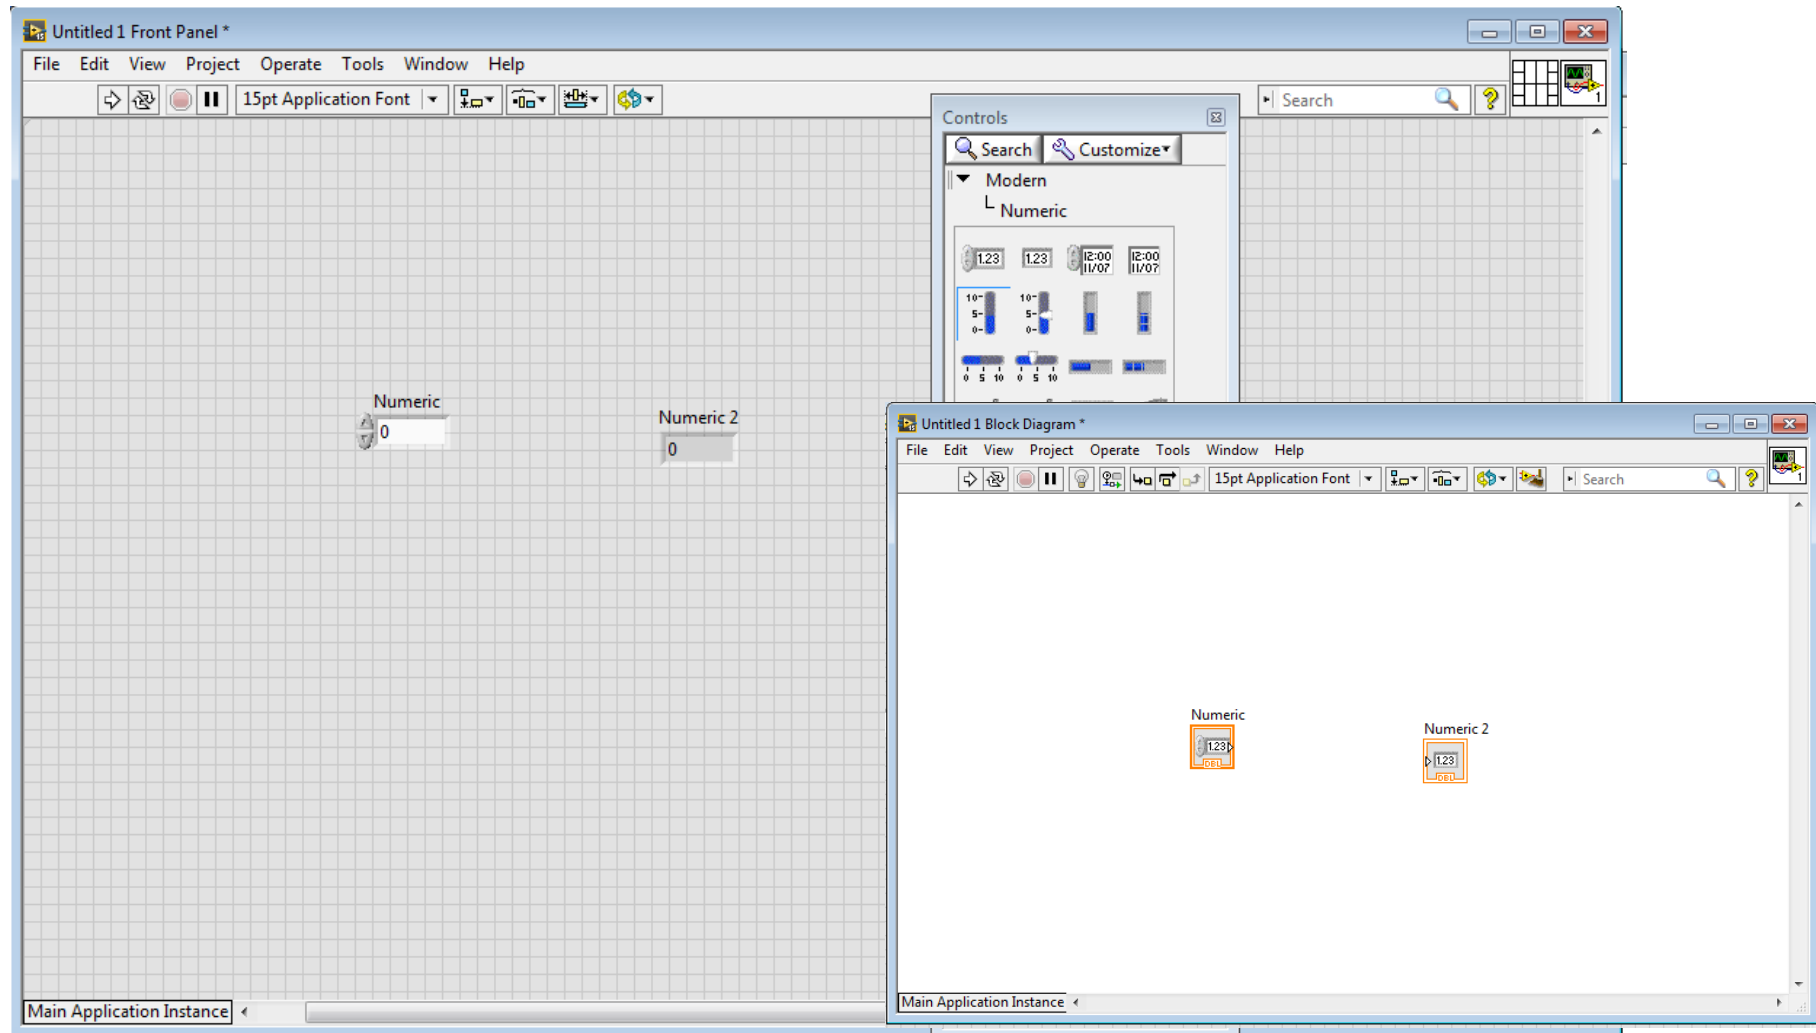 Untitled 1 Front Panel *
File Edit View Project Operate Tools Window Help
15pt Application Font
Search
1
Controls
Search Customize
Modern
Numeric
1.23 1.23 12:00 11/07 12:00 11/07
10 5 0 10 5 0
0 5 10 0 5 10
Numeric
0
Numeric 2
0
Main Application Instance
Untitled 1 Block Diagram *
File Edit View Project Operate Tools Window Help
15pt Application Font
Search
1
Numeric
1.23
DBL
Numeric 2
1.23
DBL
Main Application Instance